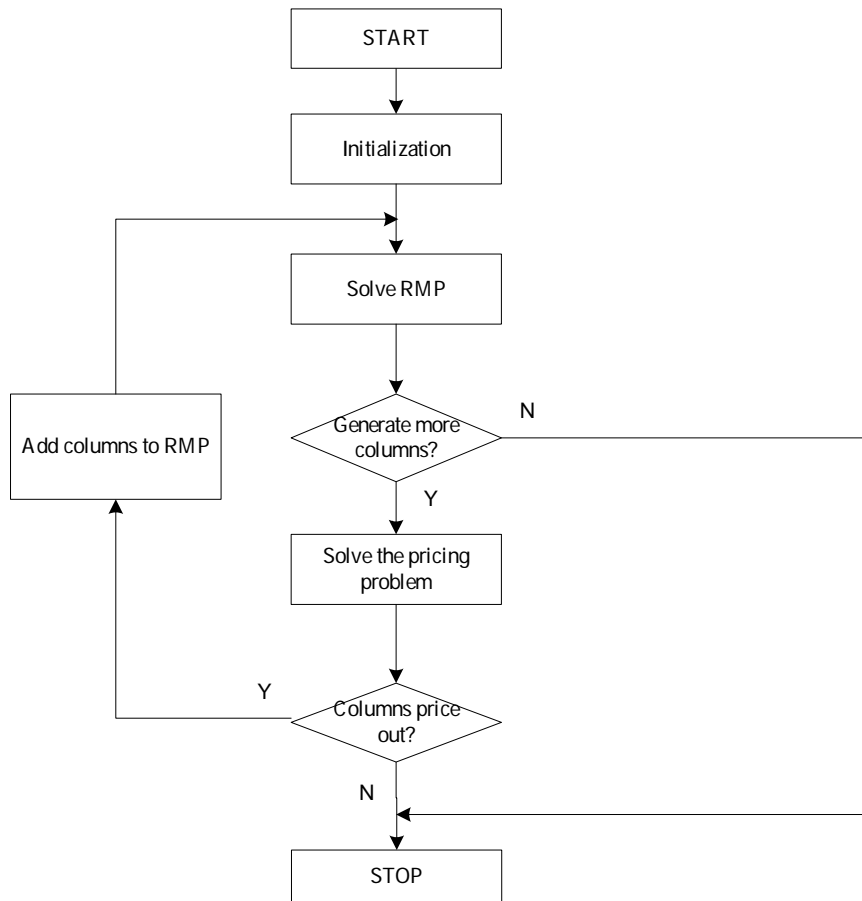 START
Initialization
Solve RMP
Generate more
columns?
N
Add columns to RMP
Y
Solve the pricing
problem
Y
Columns price
out?
N
STOP